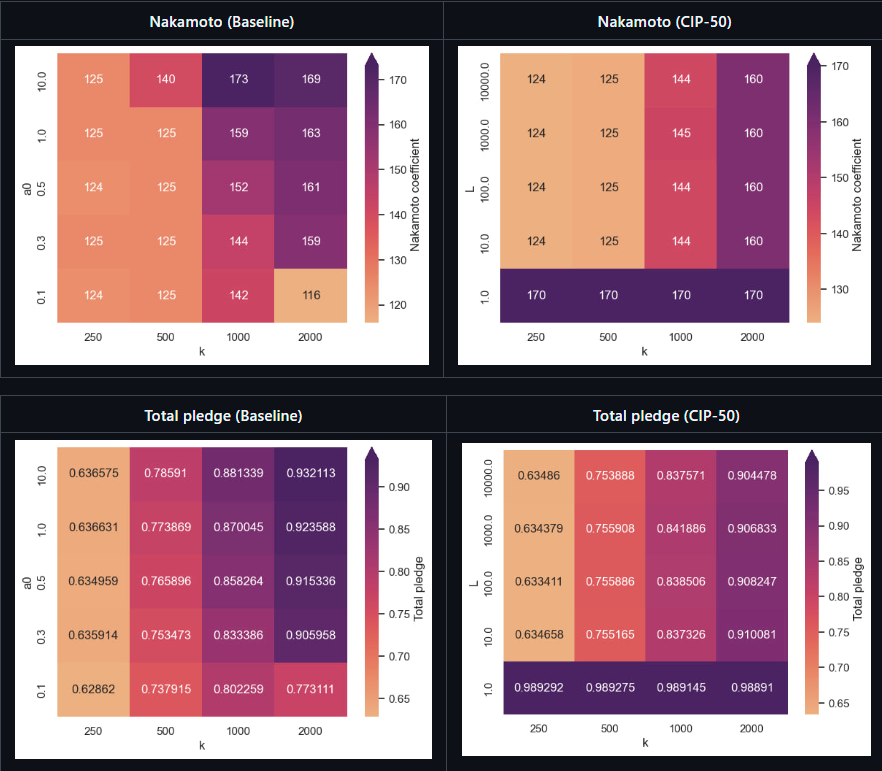 Nakamoto (Baseline)
Nakamoto (CIP-50)
10.0 125 140 173 169
1.0 125 125 159 163
0.5 124 125 152 161
0.3 125 125 144 159
0.1 124 125 142 116
250 500 1000 2000
k
a0
170
160
150
140
130
120
Nakamoto coefficient
10000.0 124 125 144 160
1000.0 124 125 145 160
100.0 124 125 144 160
10.0 124 125 144 160
1.0 170 170 170 170
250 500 1000 2000
k
L
170
160
150
140
130
Nakamoto coefficient
Total pledge (Baseline)
Total pledge (CIP-50)
10.0 0.636575 0.78591 0.881339 0.932113
1.0 0.636631 0.773869 0.870045 0.923588
0.5 0.634959 0.765896 0.858264 0.915336
0.3 0.635914 0.753473 0.833386 0.905958
0.1 0.62862 0.737915 0.802259 0.773111
250 500 1000 2000
k
a0
0.90
0.85
0.80
0.75
0.70
0.65
Total pledge
10000.0 0.63486 0.753888 0.837571 0.904478
1000.0 0.634379 0.755908 0.841886 0.906833
100.0 0.633411 0.755886 0.838506 0.908247
10.0 0.634658 0.755165 0.837326 0.910081
1.0 0.989292 0.989275 0.989145 0.98891
250 500 1000 2000
k
L
0.95
0.90
0.85
0.80
0.75
0.70
0.65
Total pledge